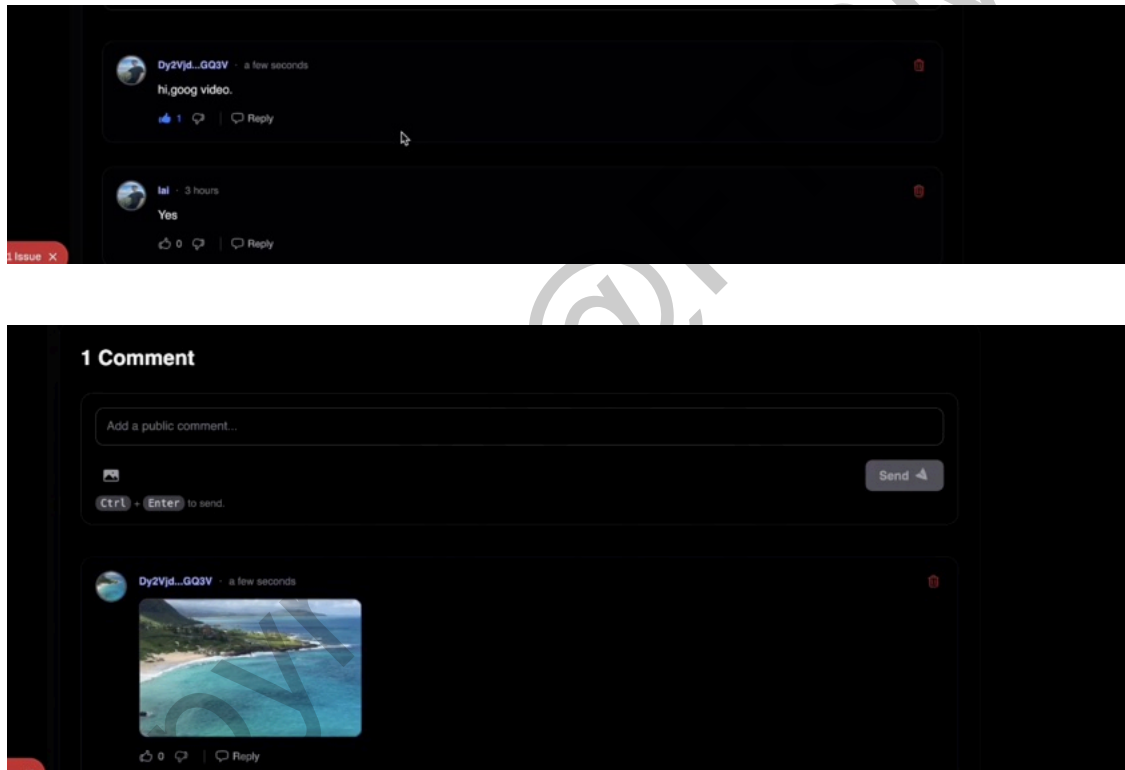 Dy2Vjd...GQ3V · a few seconds
hi,goog video.
1 Reply
lai · 3 hours
Yes
0 Reply
1 Issue ×
1 Comment
Add a public comment...
Send
Ctrl + Enter to send.
Dy2Vjd...GQ3V · a few seconds
0 Reply